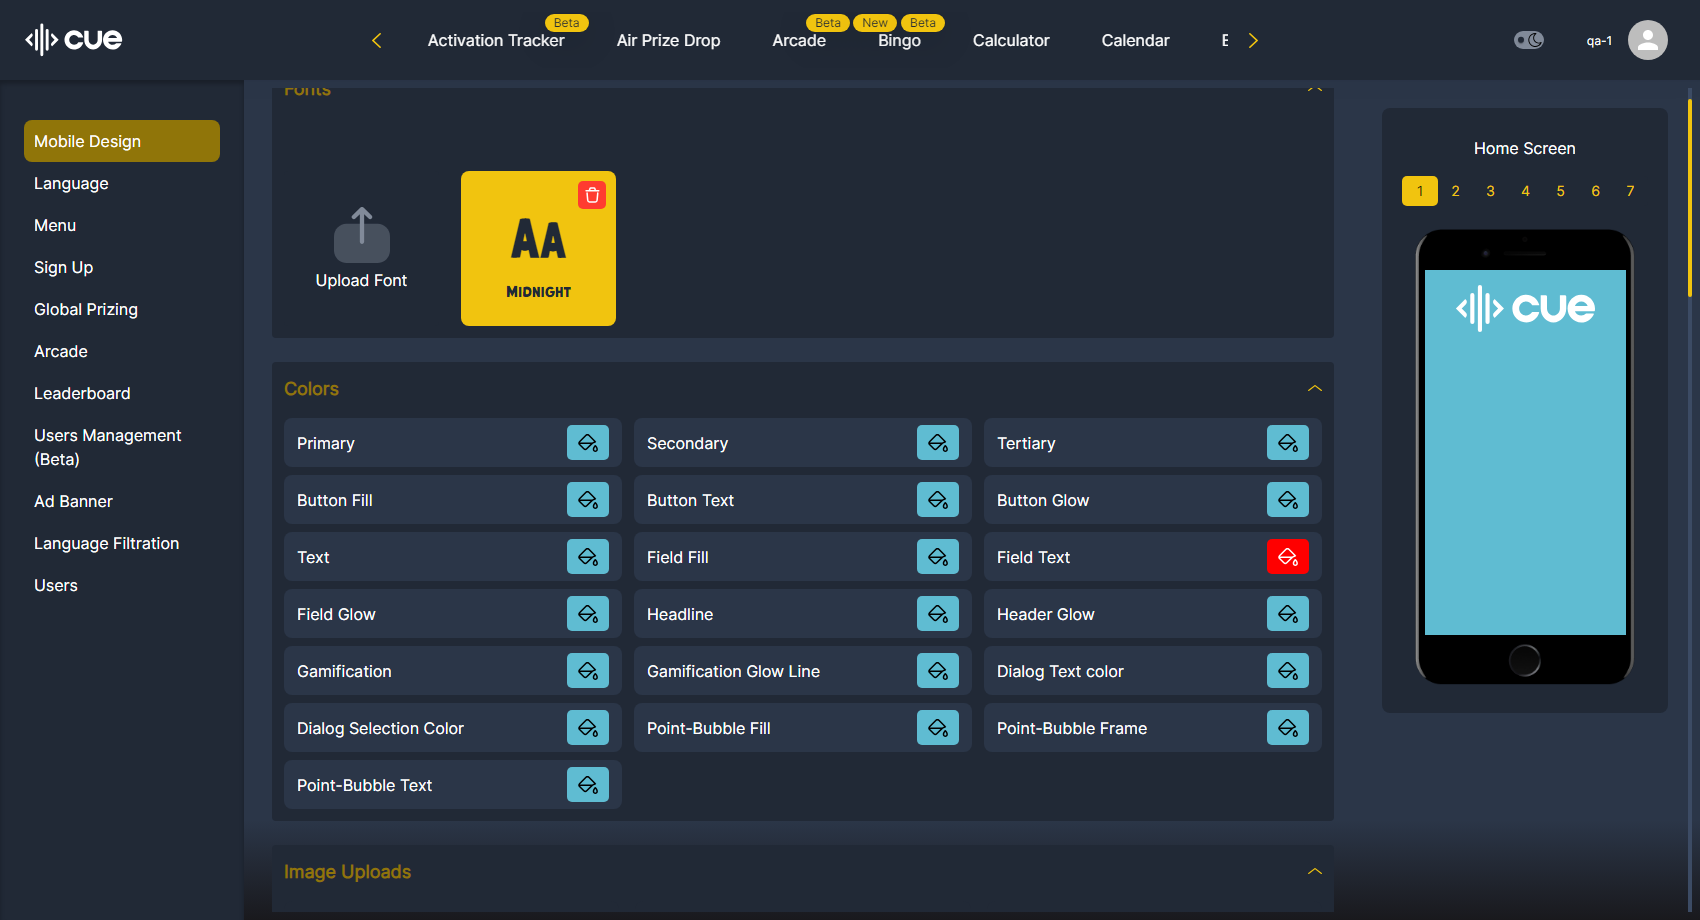 cue
Activation Tracker
Beta
Air Prize Drop
Arcade
Beta
Bingo
New
Beta
Calculator
Calendar
qa-1
Mobile Design
Language
Menu
Sign Up
Global Prizing
Arcade
Leaderboard
Users Management
(Beta)
Ad Banner
Language Filtration
Users
Fonts
Upload Font
AA
MIDNIGHT
Colors
Primary
Secondary
Tertiary
Button Fill
Button Text
Button Glow
Text
Field Fill
Field Text
Field Glow
Headline
Header Glow
Gamification
Gamification Glow Line
Dialog Text color
Dialog Selection Color
Point-Bubble Fill
Point-Bubble Frame
Point-Bubble Text
Image Uploads
Home Screen
1 2 3 4 5 6 7
cue